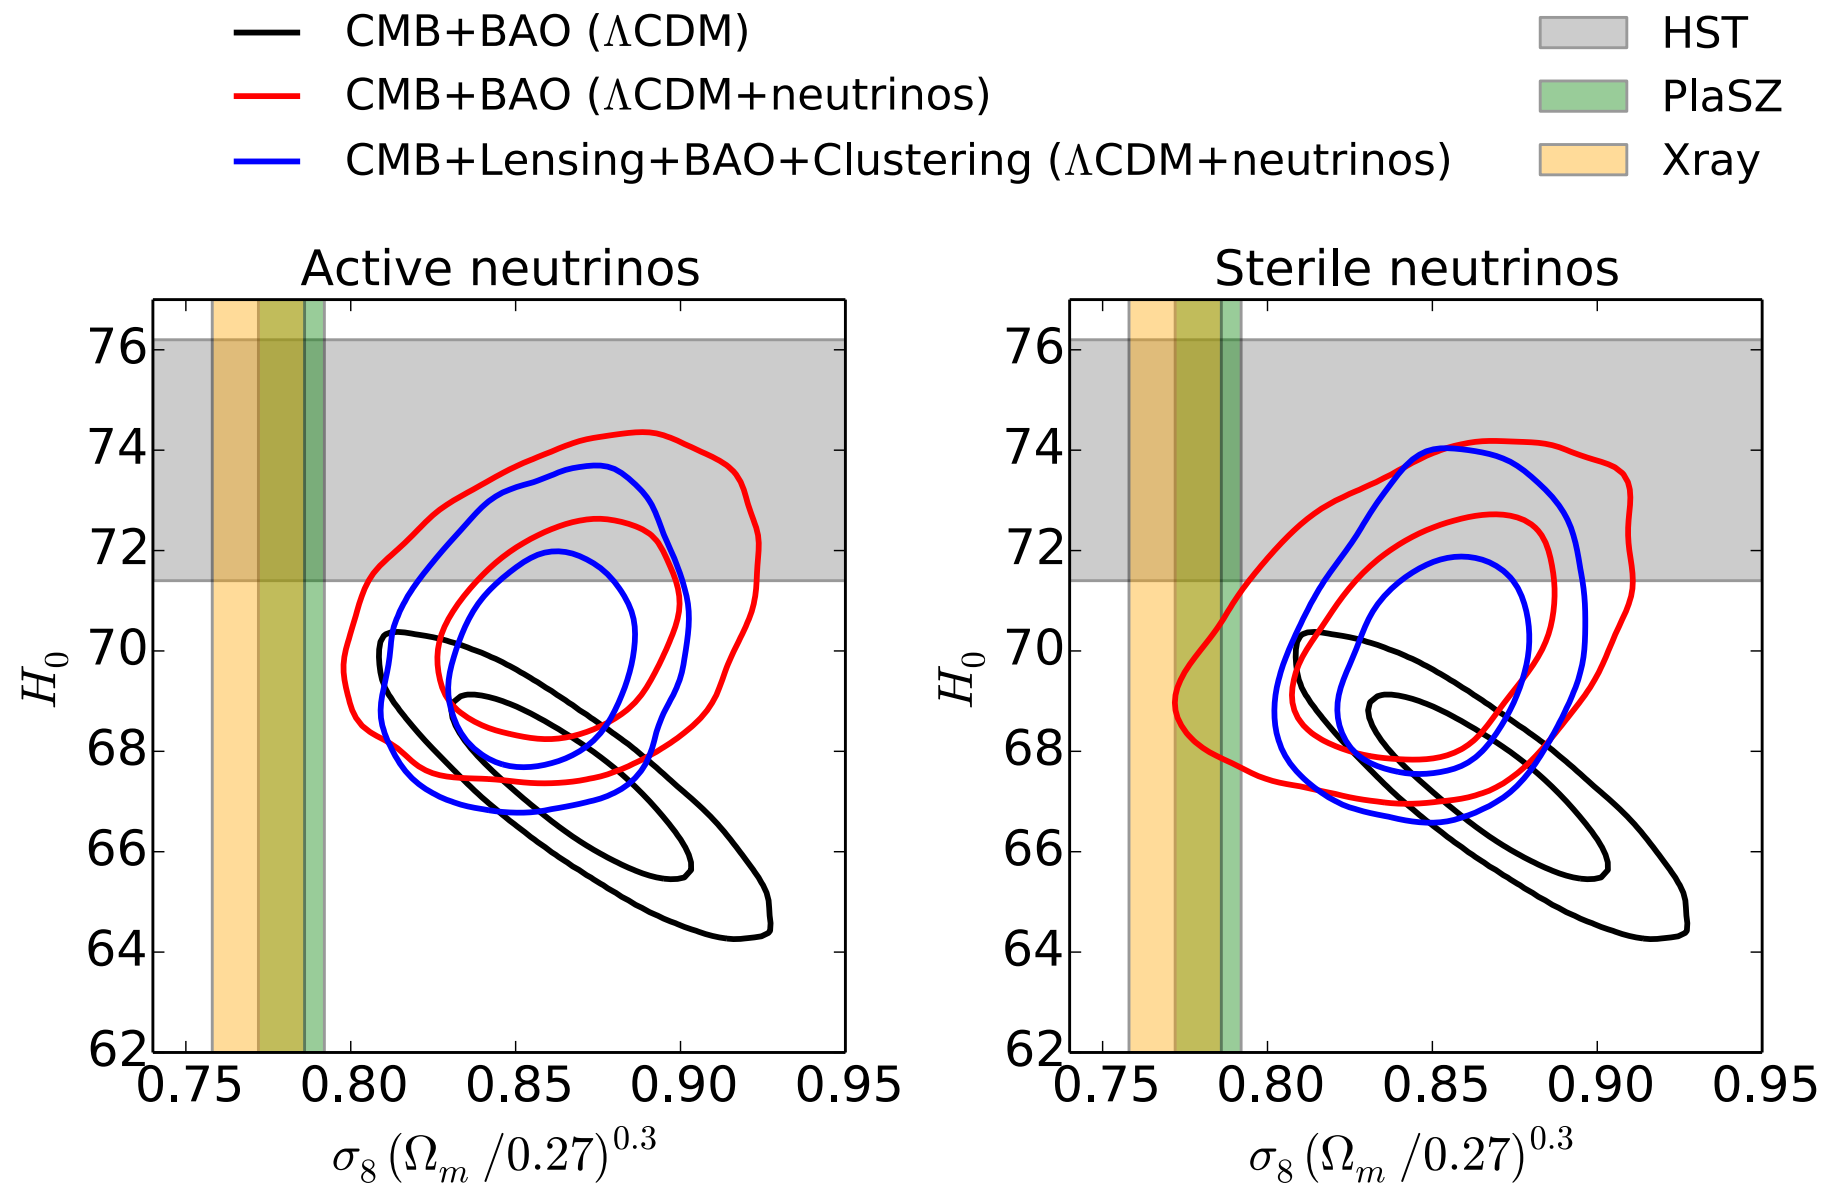 CMB+BAO (ΛCDM)
CMB+BAO (ΛCDM+neutrinos)
CMB+Lensing+BAO+Clustering (ΛCDM+neutrinos)
HST
PlaSZ
Xray
Active neutrinos
76
74
72
70
68
66
64
62
H₀
0.75 0.80 0.85 0.90 0.95
σ₈(Ωₘ/0.27)⁰·³
Sterile neutrinos
76
74
72
70
68
66
64
62
H₀
0.75 0.80 0.85 0.90 0.95
σ₈(Ωₘ/0.27)⁰·³